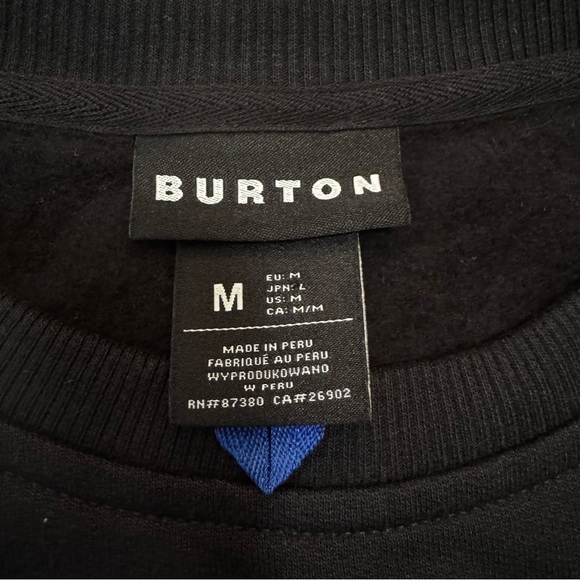 BURTON
M
EU: M
JPN: L
US: M
CA: M/M
MADE IN PERU
FABRIQUÉ AU PERU
WYPRODUKOWANO
W PERU
RN#87380 CA#26902